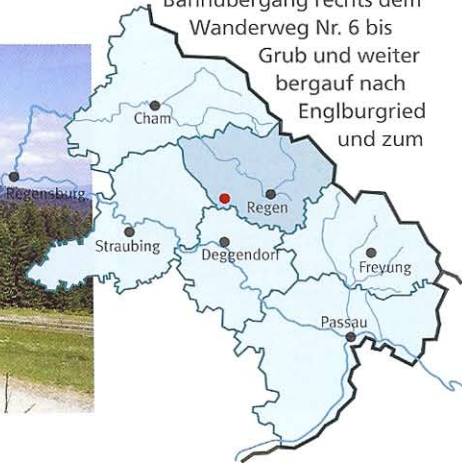 Bahnübergang rechts dem
Wanderweg Nr. 6 bis
Grub und weiter
bergauf nach
Englburgried
und zum
Cham
Regensburg
Regen
Straubing
Deggendorf
Freyung
Passau